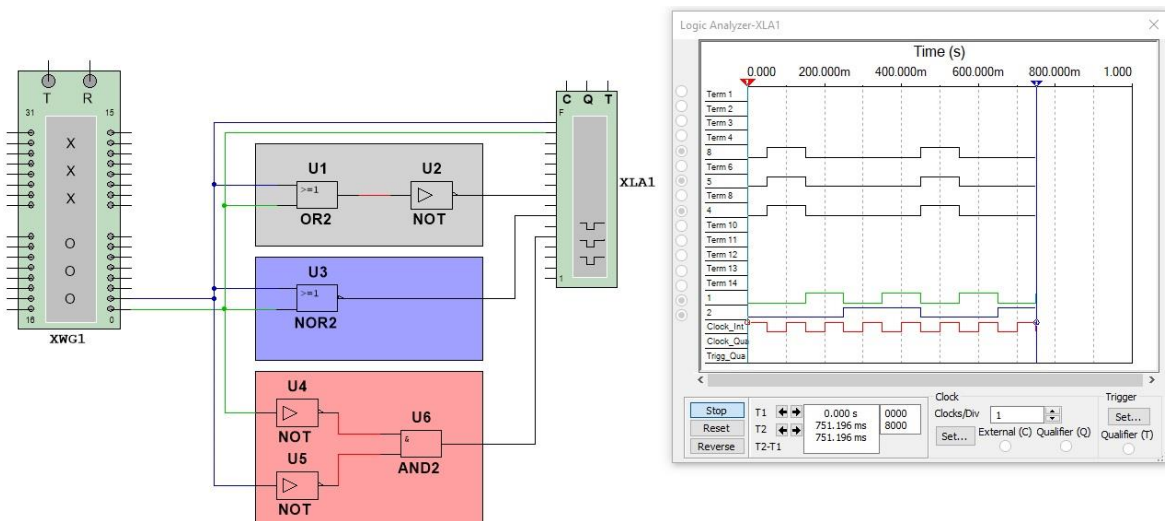 T R
31 15
X
X
X
O
O
O
16 0
XWG1
U1
>=1
OR2
U2
NOT
U3
>=1
NOR2
U4
NOT
U5
NOT
U6
&
AND2
C Q T
F
1
XLA1
Logic Analyzer-XLA1
Time (s)
0.000 200.000m 400.000m 600.000m 800.000m 1.000
Term 1
Term 2
Term 3
Term 4
8
Term 6
5
Term 8
4
Term 10
Term 11
Term 12
Term 13
Term 14
1
2
Clock_Int
Clock_Qua
Trigg_Qua
Stop
Reset
Reverse
T1 0.000 s 0000
T2 751.196 ms 8000
T2-T1 751.196 ms
Clock
Clocks/Div 1
Set... External (C) Qualifier (Q)
Trigger
Set...
Qualifier (T)